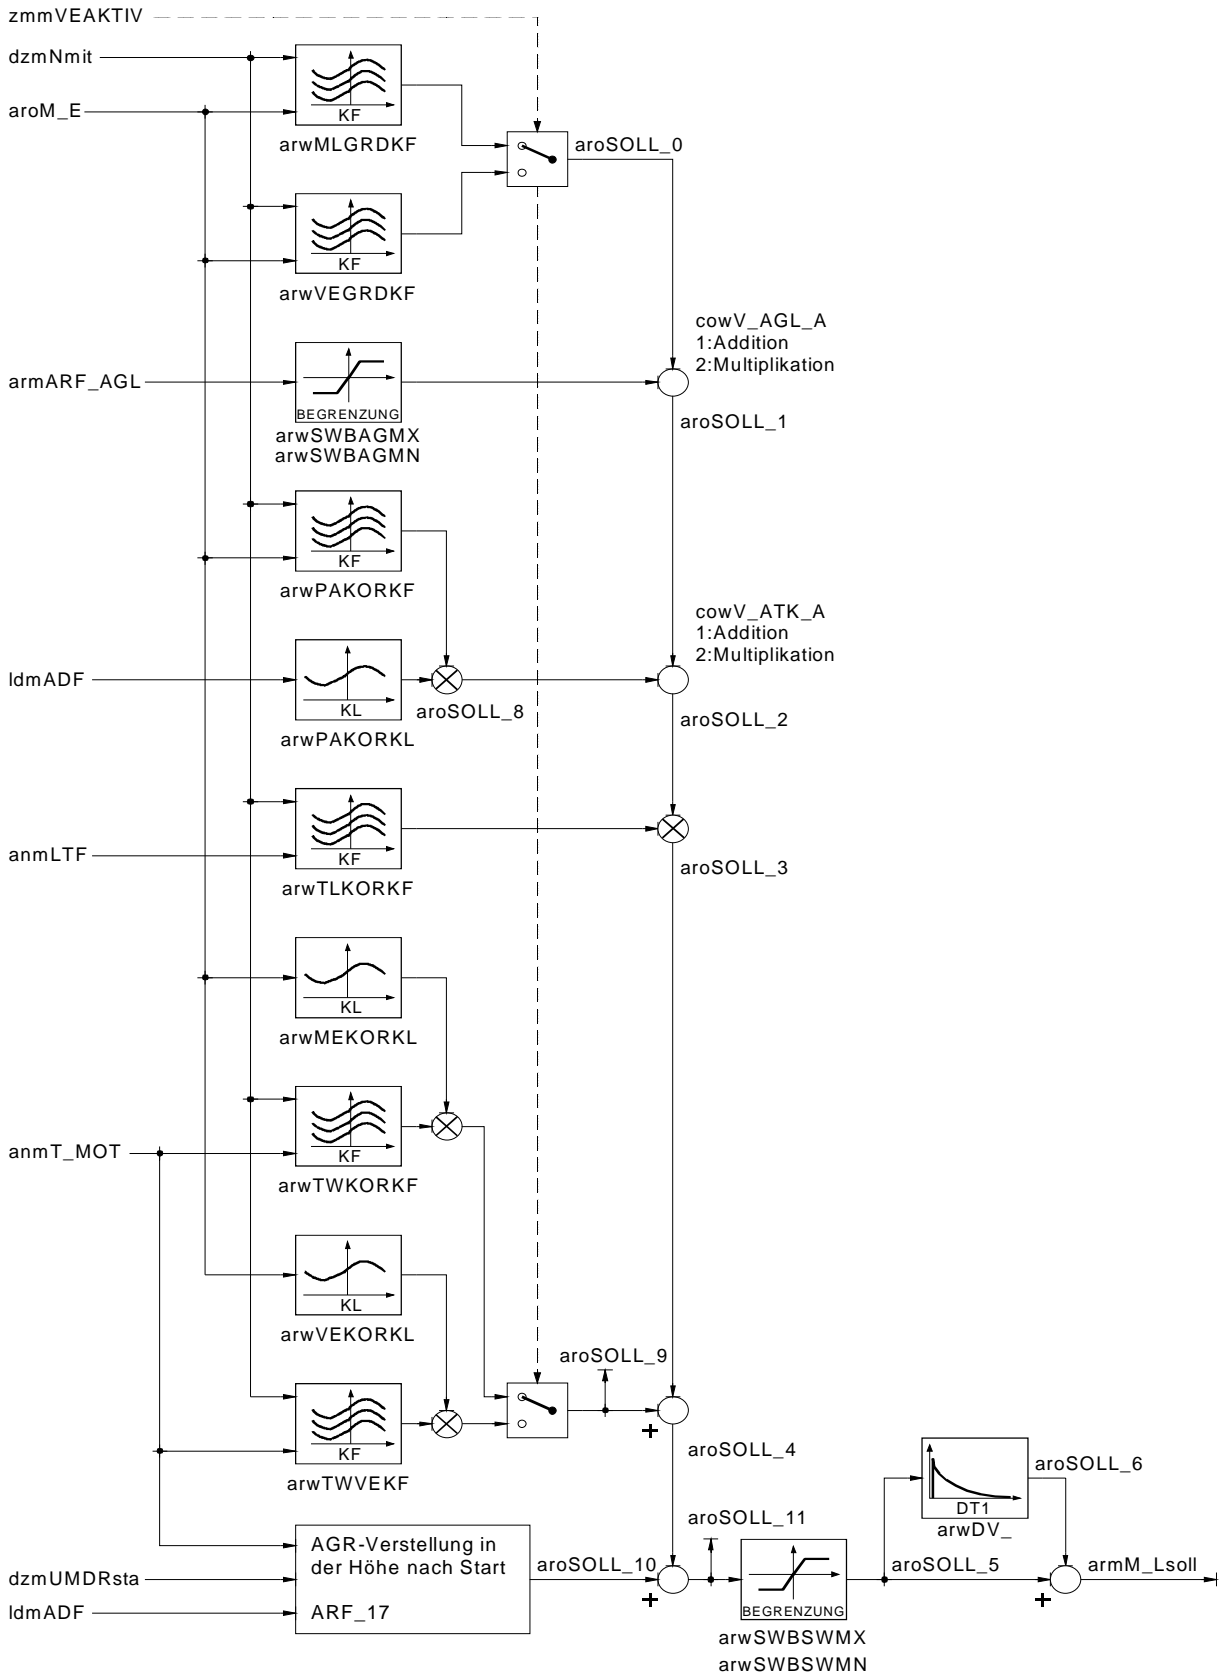 zmmVEAKTIV
dzmNmit
aroM_E
KF
arwMLGRDKF
aroSOLL_0
KF
arwVEGRDKF
cowV_AGL_A
1:Addition
2:Multiplikation
armARF_AGL
BEGRENZUNG
arwSWBAGMX
arwSWBAGMN
aroSOLL_1
KF
arwPAKORKF
cowV_ATK_A
1:Addition
2:Multiplikation
ldmADF
KL
arwPAKORKL
aroSOLL_8
aroSOLL_2
anmLTF
KF
arwTLKORKF
aroSOLL_3
KL
arwMEKORKL
anmT_MOT
KF
arwTWKORKF
KL
arwVEKORKL
aroSOLL_9
KF
arwTWVEKF
+
aroSOLL_4
aroSOLL_6
DT1
arwDV_
AGR-Verstellung in
der Höhe nach Start
ARF_17
dzmUMDRsta
ldmADF
aroSOLL_10
+
aroSOLL_11
BEGRENZUNG
arwSWBSWMX
arwSWBSWMN
aroSOLL_5
+
armM_Lsoll